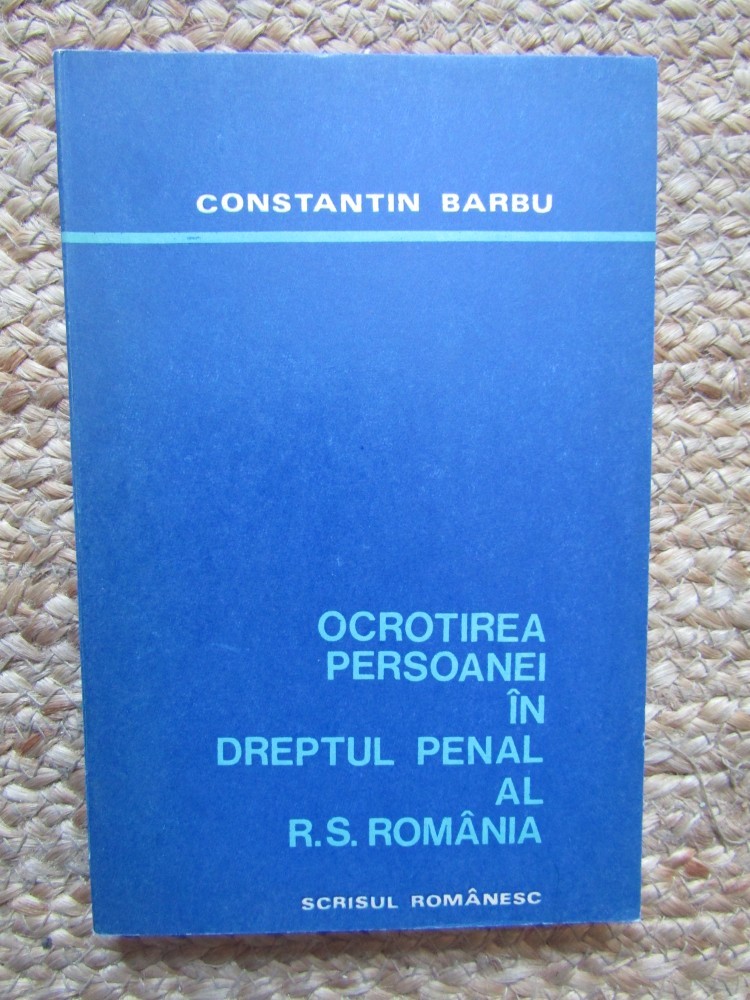 CONSTANTIN BARBU
OCROTIREA
PERSOANEI
ÎN
DREPTUL PENAL
AL
R.S. ROMÂNIA
SCRISUL ROMÂNESC